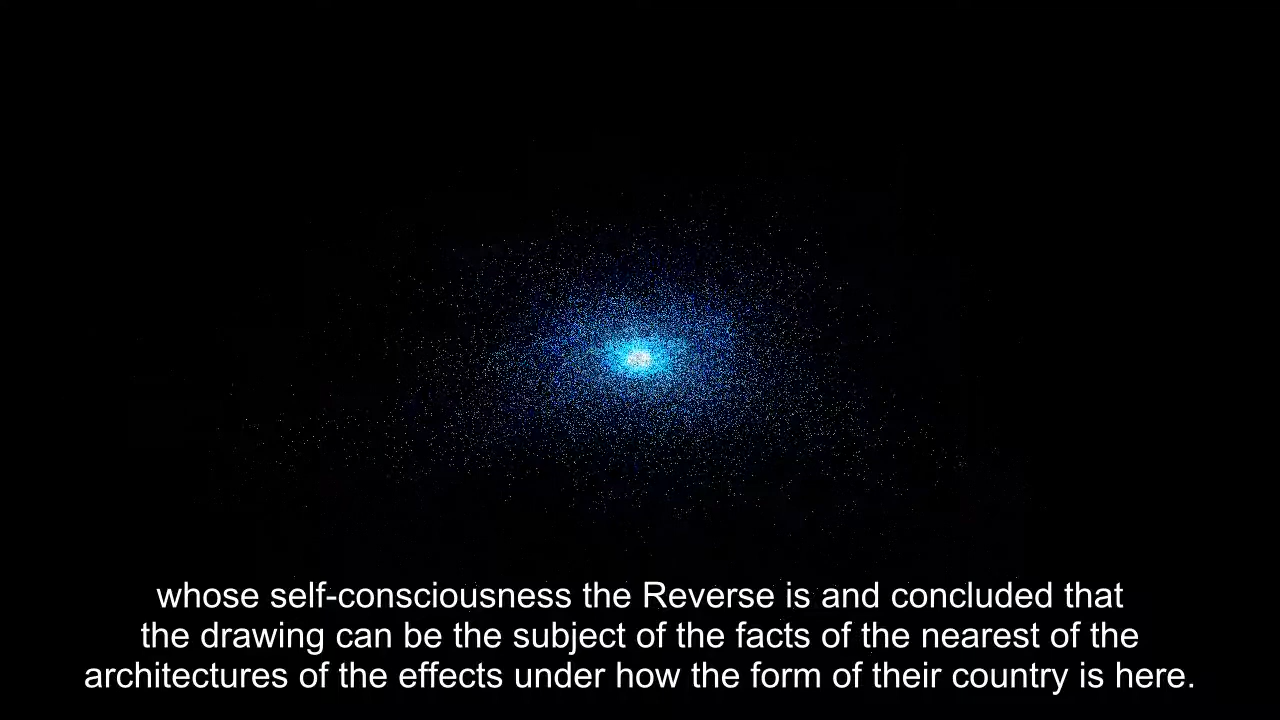 whose self-consciousness the Reverse is and concluded that
the drawing can be the subject of the facts of the nearest of the
architectures of the effects under how the form of their country is here.